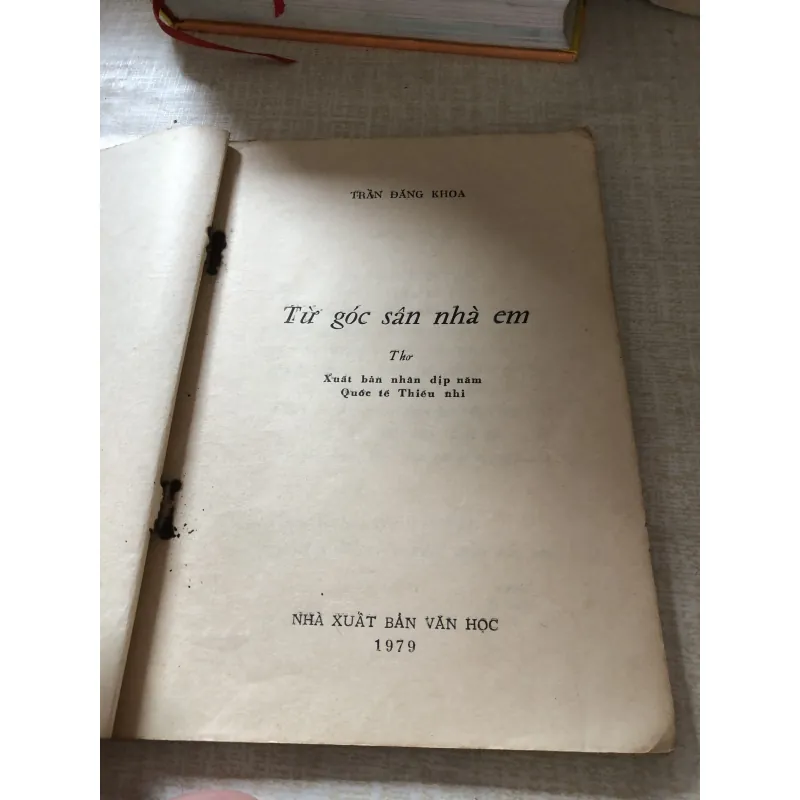 TRẦN ĐĂNG KHOA
Từ góc sân nhà em
Thơ
Xuất bản nhân dịp năm
Quốc tế Thiếu nhi
NHÀ XUẤT BẢN VĂN HỌC
1979